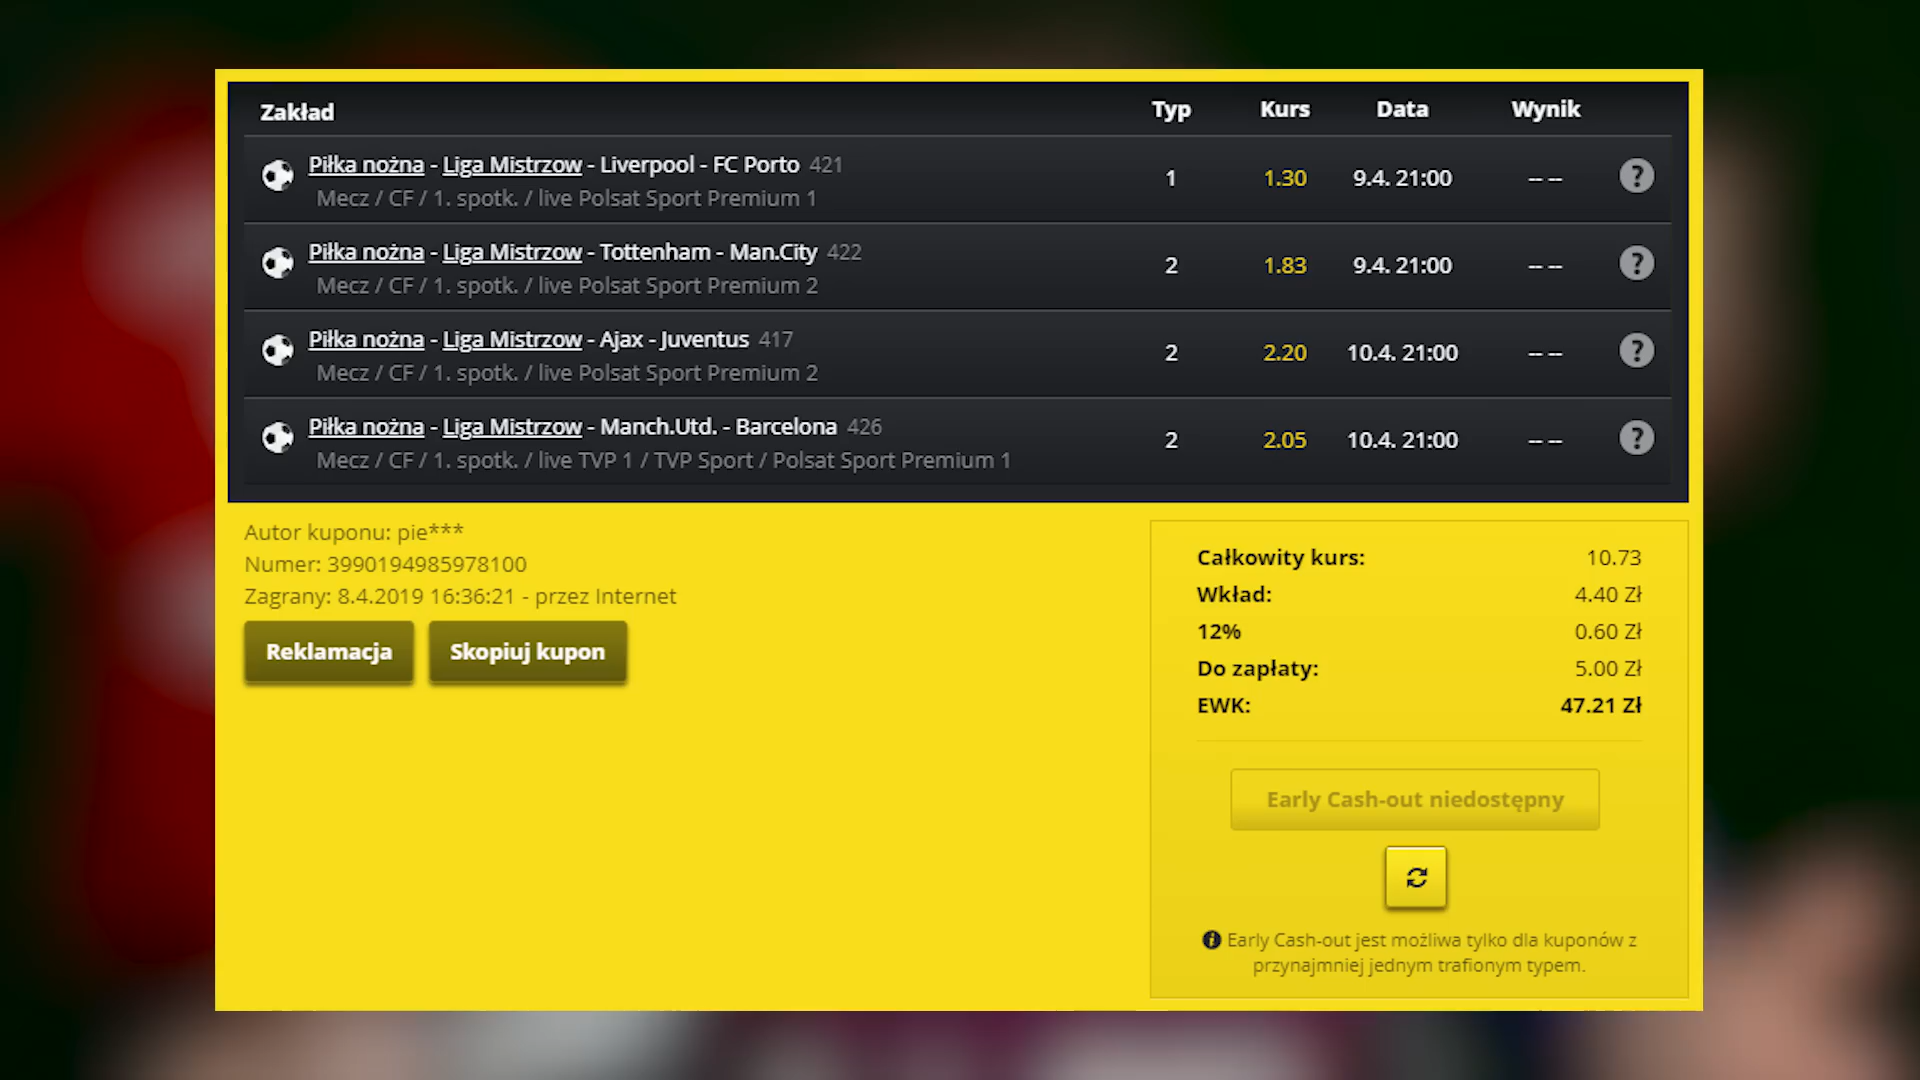 Zakład Typ Kurs Data Wynik
Piłka nożna - Liga Mistrzow - Liverpool - FC Porto 421 1 1.30 9.4. 21:00 -- -- ?
Mecz / CF / 1. spotk. / live Polsat Sport Premium 1
Piłka nożna - Liga Mistrzow - Tottenham - Man.City 422 2 1.83 9.4. 21:00 -- -- ?
Mecz / CF / 1. spotk. / live Polsat Sport Premium 2
Piłka nożna - Liga Mistrzow - Ajax - Juventus 417 2 2.20 10.4. 21:00 -- -- ?
Mecz / CF / 1. spotk. / live Polsat Sport Premium 2
Piłka nożna - Liga Mistrzow - Manch.Utd. - Barcelona 426 2 2.05 10.4. 21:00 -- -- ?
Mecz / CF / 1. spotk. / live TVP 1 / TVP Sport / Polsat Sport Premium 1
Autor kuponu: pie***
Numer: 3990194985978100
Zagrany: 8.4.2019 16:36:21 - przez Internet
Reklamacja Skopiuj kupon
Całkowity kurs: 10.73
Wkład: 4.40 Zł
12% 0.60 Zł
Do zapłaty: 5.00 Zł
EWK: 47.21 Zł
Early Cash-out niedostępny
Early Cash-out jest możliwa tylko dla kuponów z
przynajmniej jednym trafionym typem.